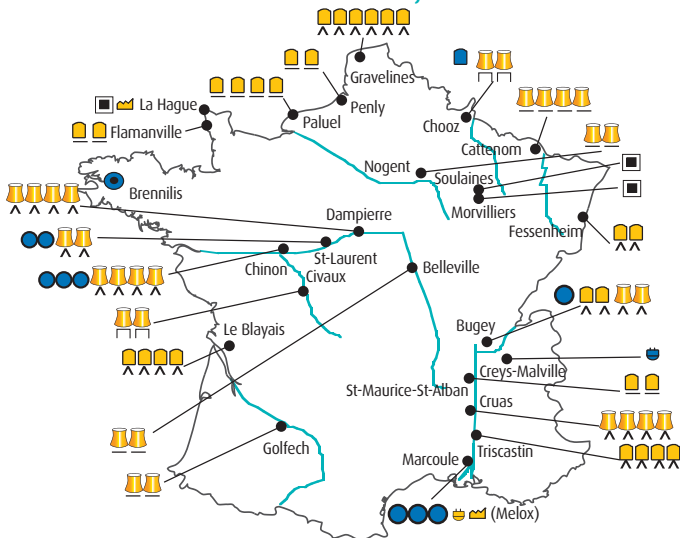 Gravelines
Penly
La Hague
Paluel
Chooz
Flamanville
Cattenom
Nogent
Soulaines
Brennilis
Morvilliers
Dampierre
Fessenheim
St-Laurent
Chinon
Civaux
Belleville
Le Blayais
Bugey
Creys-Malville
St-Maurice-St-Alban
Cruas
Golfech
Triscastin
Marcoule
(Melox)